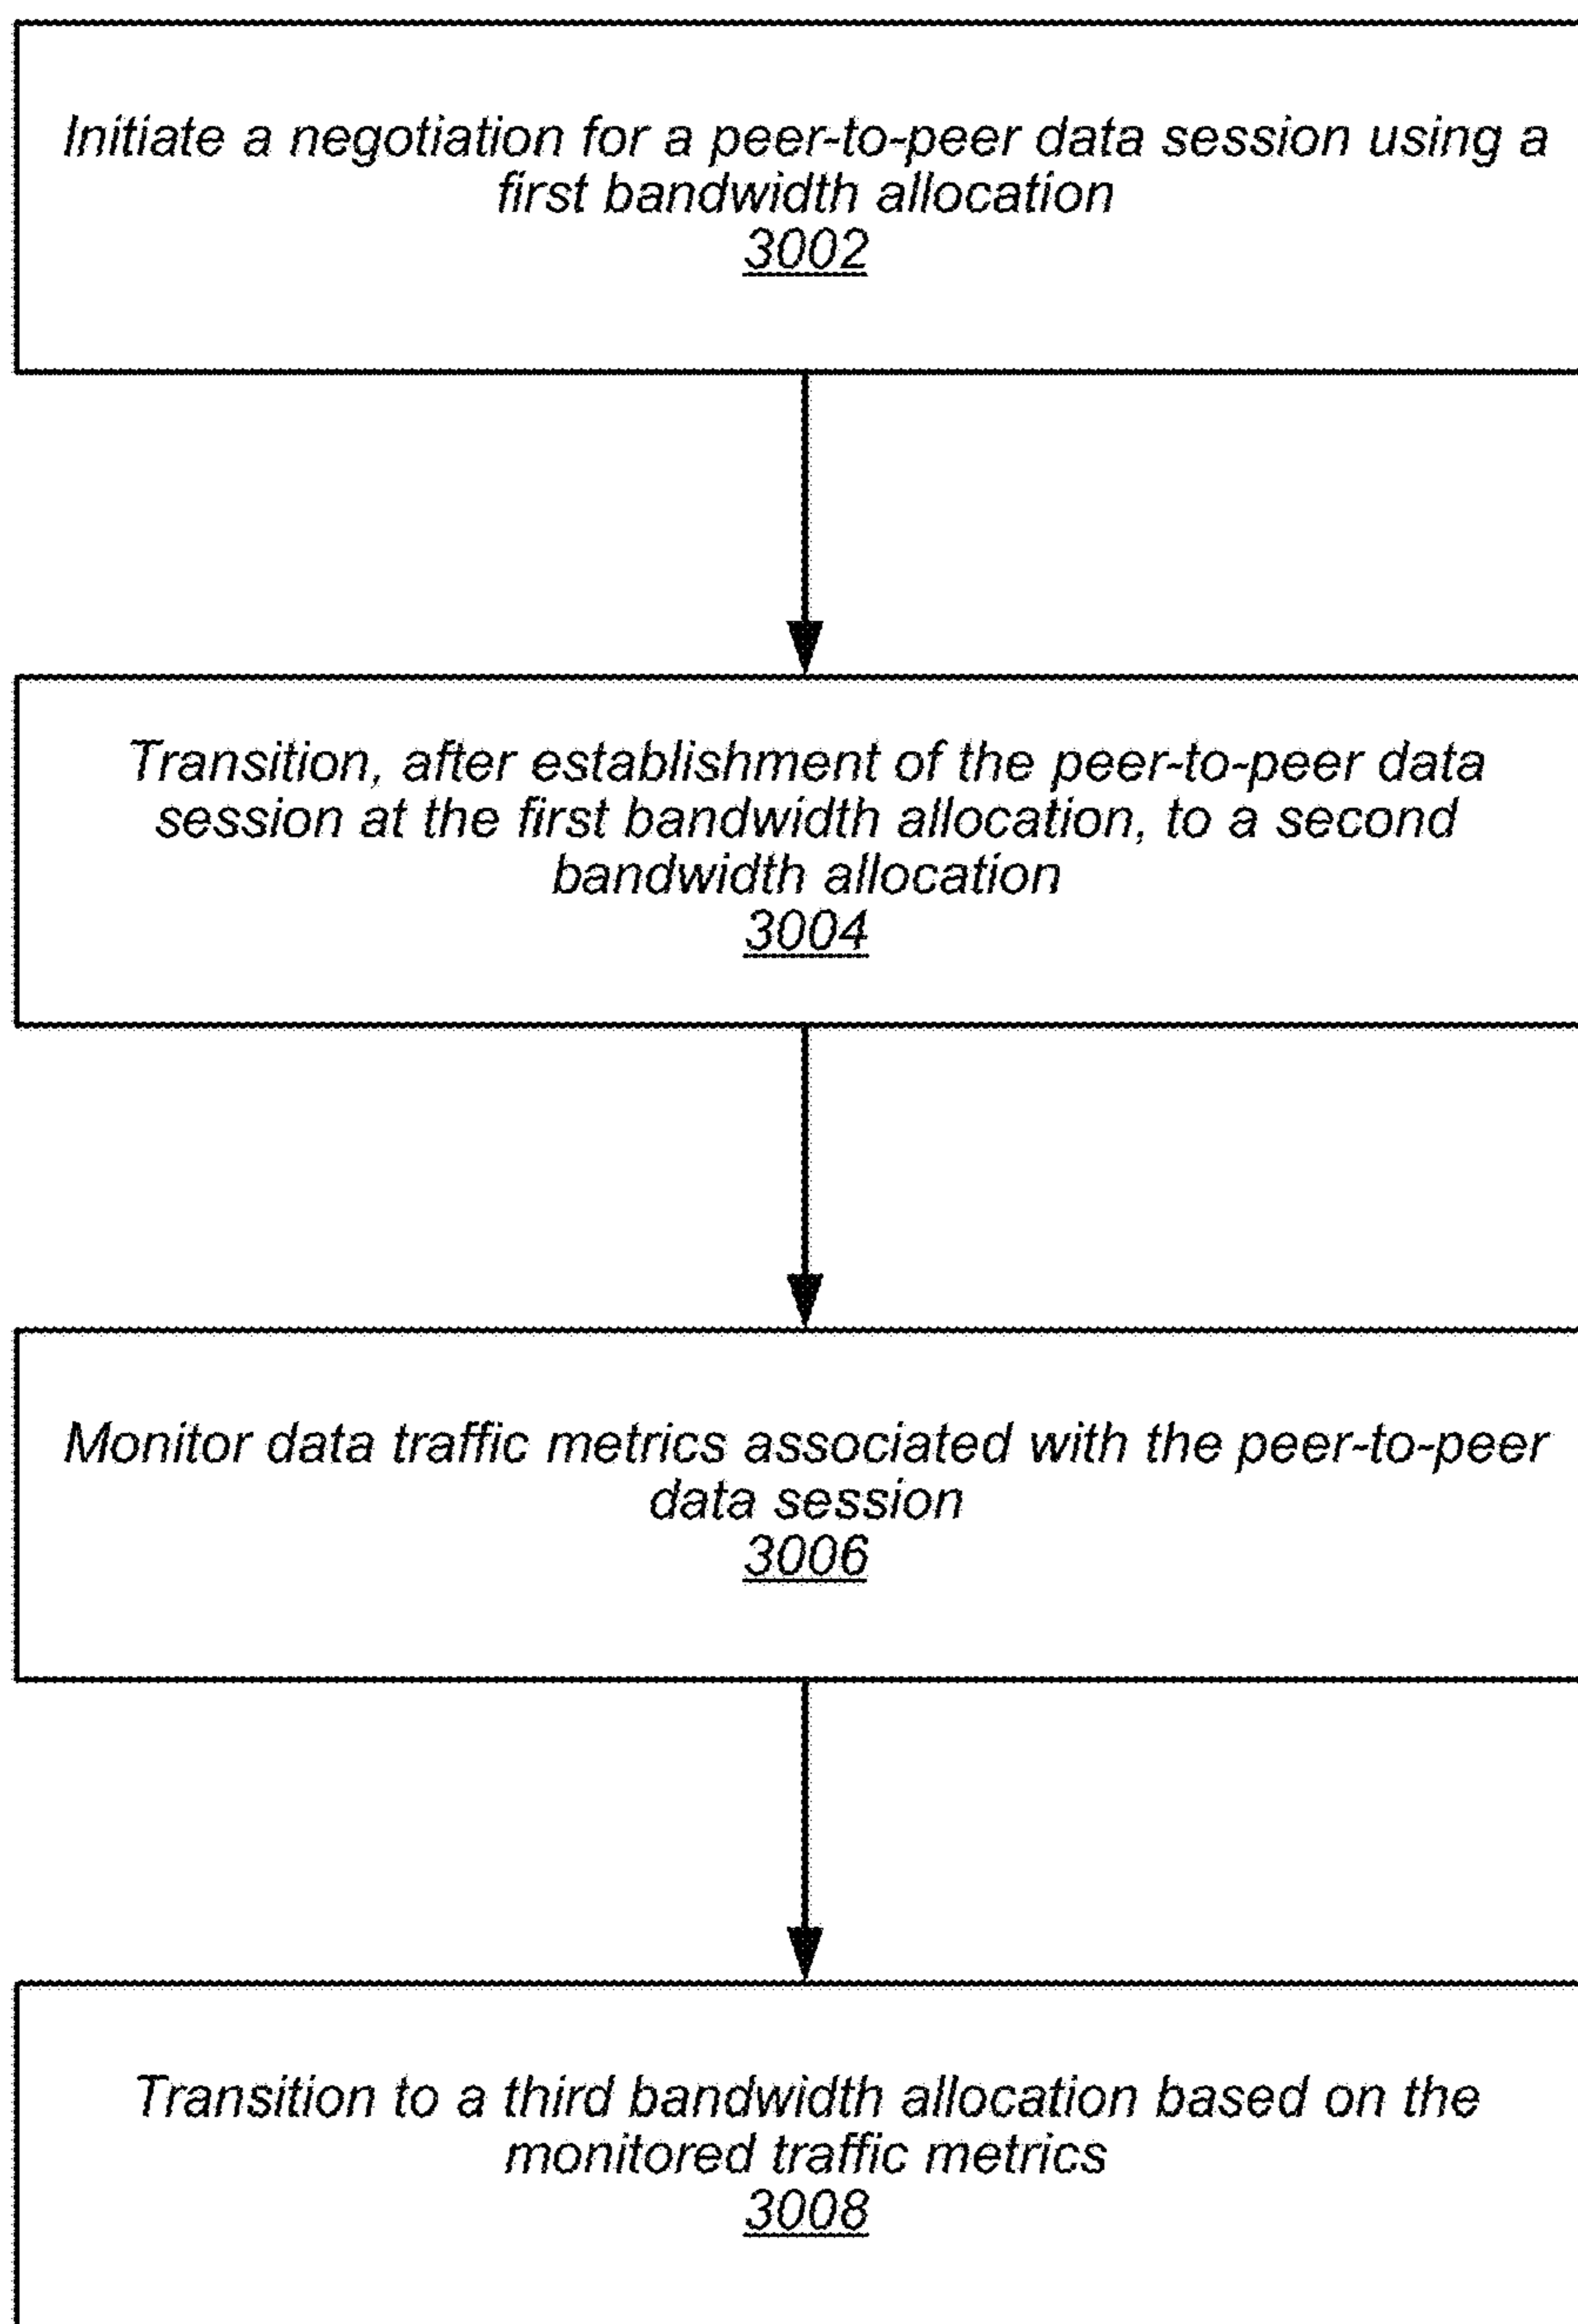 Initiate a negotiation for a peer-to-peer data session using a
first bandwidth allocation
3002
Transition, after establishment of the peer-to-peer data
session at the first bandwidth allocation, to a second
bandwidth allocation
3004
Monitor data traffic metrics associated with the peer-to-peer
data session
3006
Transition to a third bandwidth allocation based on the
monitored traffic metrics
3008